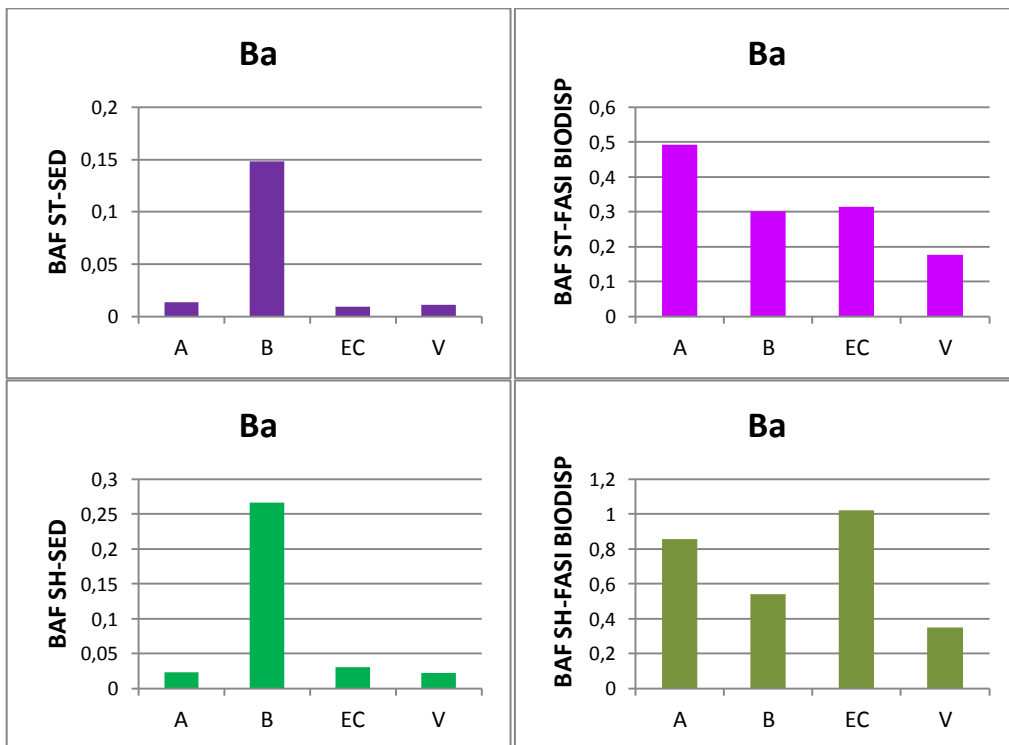 Ba
BAF ST-SED
0,2
0,15
0,1
0,05
0
A B EC V
Ba
BAF ST-FASI BIODISP
0,6
0,5
0,4
0,3
0,2
0,1
0
A B EC V
Ba
BAF SH-SED
0,3
0,25
0,2
0,15
0,1
0,05
0
A B EC V
Ba
BAF SH-FASI BIODISP
1,2
1
0,8
0,6
0,4
0,2
0
A B EC V